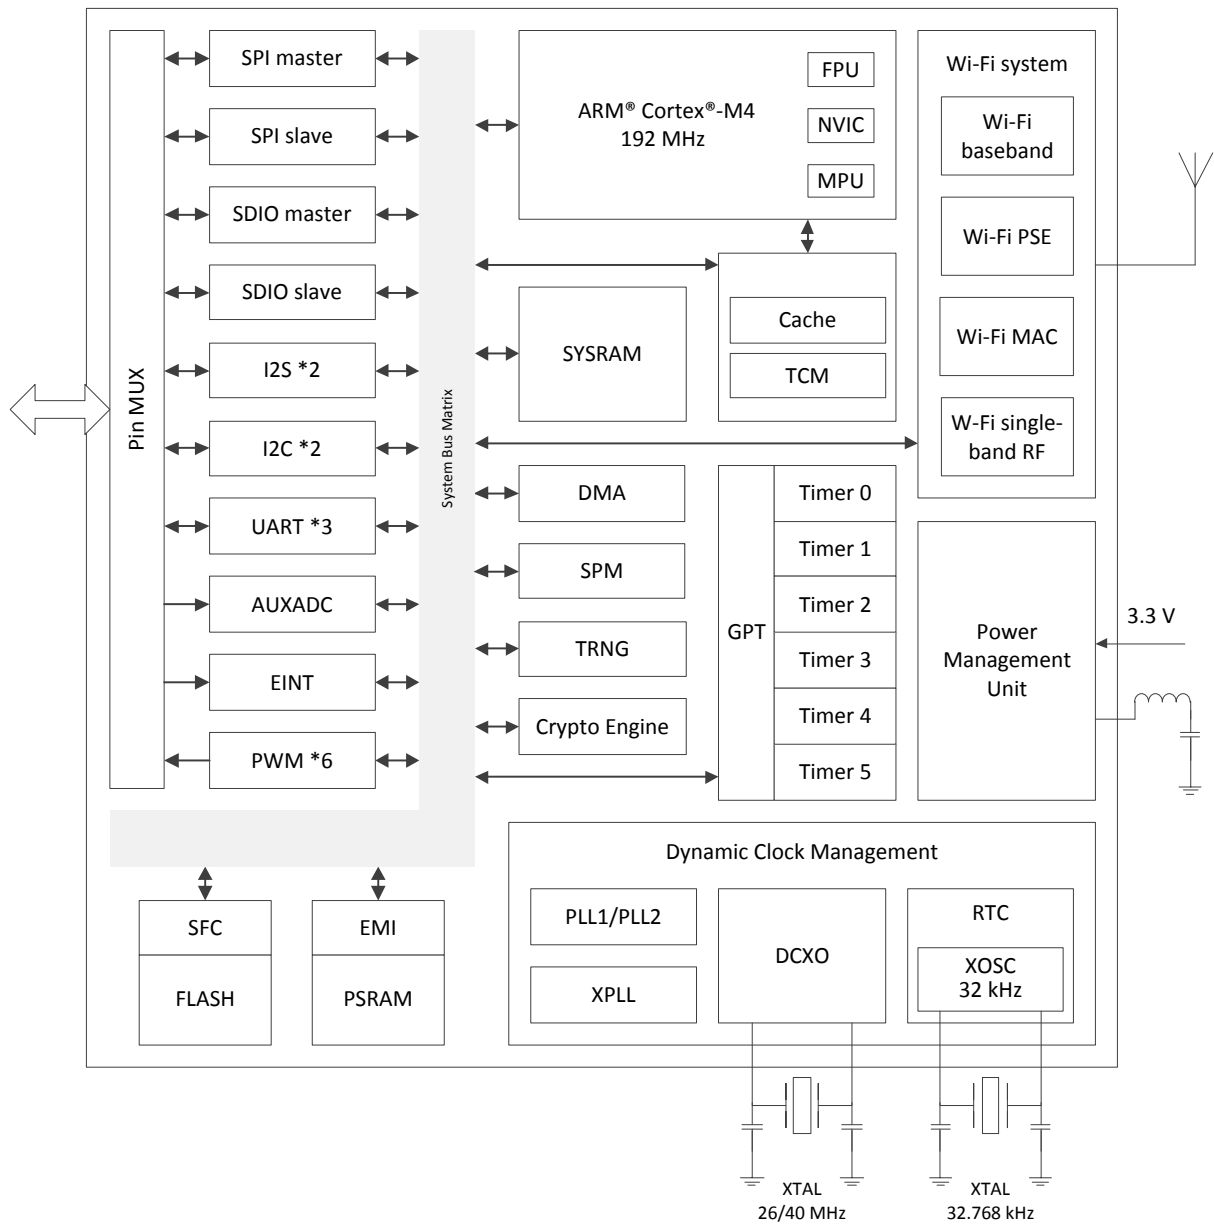 SPI master
SPI slave
SDIO master
SDIO slave
I2S *2
I2C *2
UART *3
AUXADC
EINT
PWM *6
Pin MUX
System Bus Matrix
ARM® Cortex®-M4
192 MHz
FPU
NVIC
MPU
Cache
TCM
SYSRAM
DMA
SPM
TRNG
Crypto Engine
GPT
Timer 0
Timer 1
Timer 2
Timer 3
Timer 4
Timer 5
Wi-Fi system
Wi-Fi
baseband
Wi-Fi PSE
Wi-Fi MAC
W-Fi single-
band RF
Power
Management
Unit
3.3 V
SFC
FLASH
EMI
PSRAM
Dynamic Clock Management
PLL1/PLL2
XPLL
DCXO
RTC
XOSC
32 kHz
XTAL
26/40 MHz
XTAL
32.768 kHz